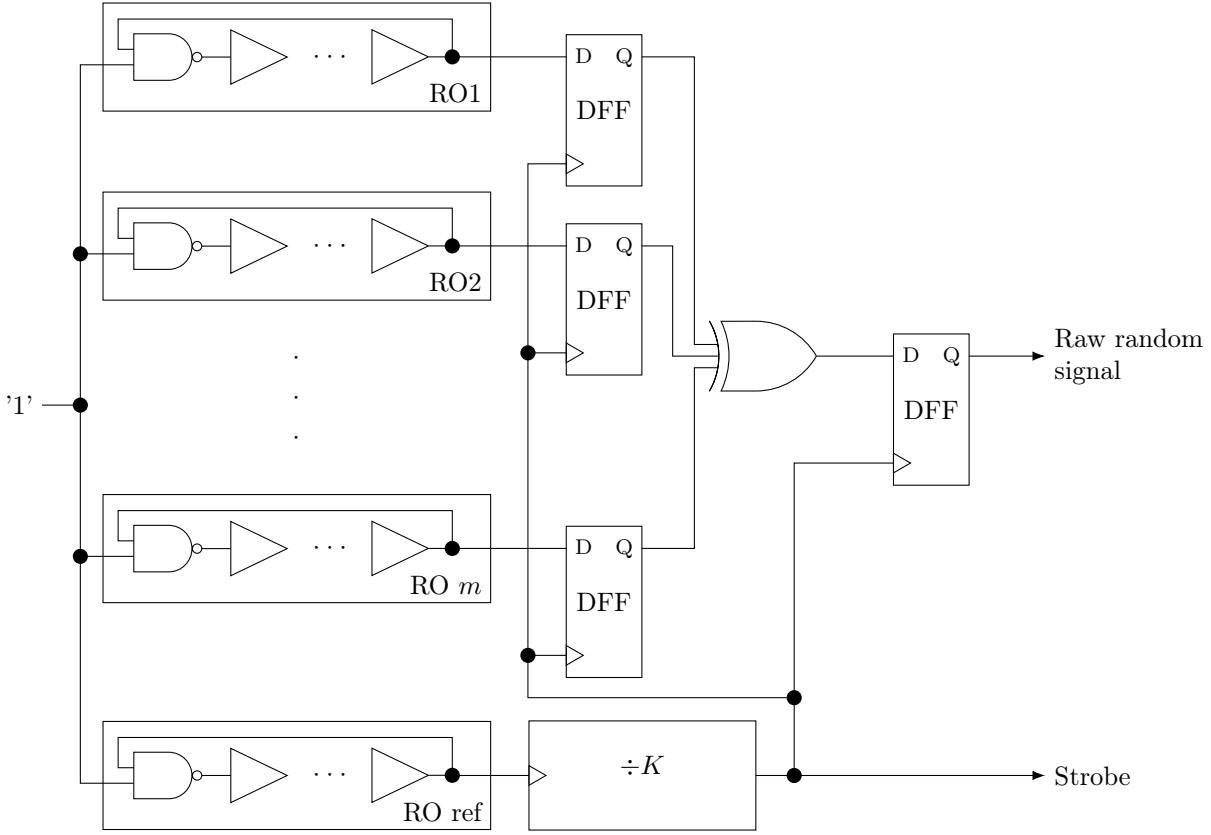 RO1
D Q
DFF
RO2
D Q
DFF
'1'
D Q
DFF
Raw random
signal
RO m
D Q
DFF
RO ref
÷K
Strobe